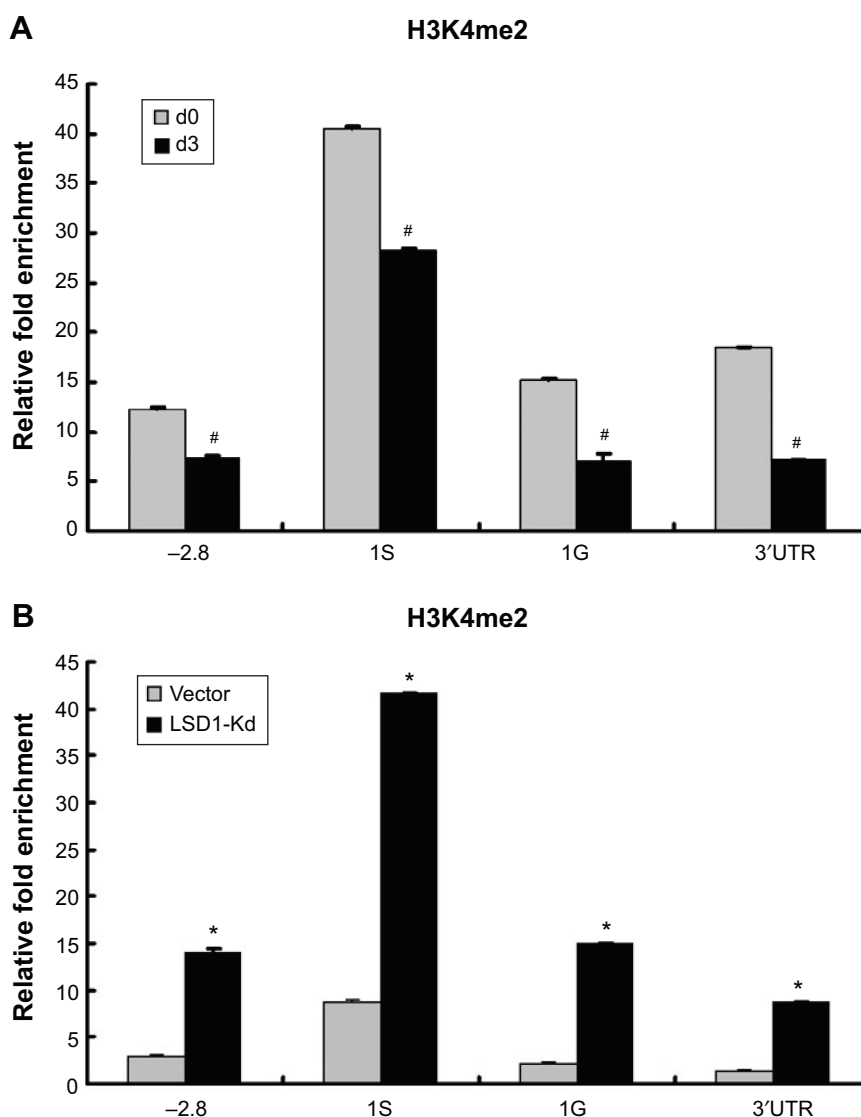 A
H3K4me2
Relative fold enrichment
45
40
35
30
25
20
15
10
5
0
d0
d3
#
#
#
#
–2.8
1S
1G
3′UTR
B
H3K4me2
Relative fold enrichment
45
40
35
30
25
20
15
10
5
0
Vector
LSD1-Kd
*
*
*
*
–2.8
1S
1G
3′UTR